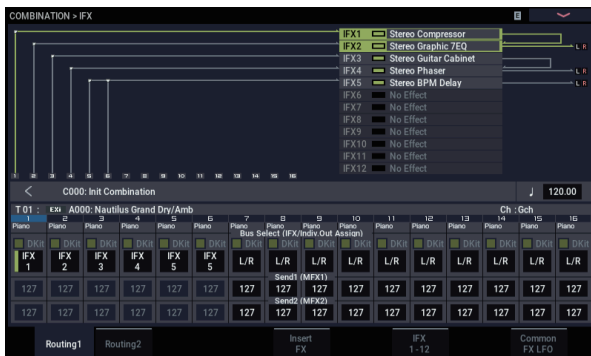 COMBINATION > IFX E
IFX1 Stereo Compressor
IFX2 Stereo Graphic 7EQ L R
IFX3 Stereo Guitar Cabinet
IFX4 Stereo Phaser L R
IFX5 Stereo BPM Delay L R
IFX6 No Effect
IFX7 No Effect
IFX8 No Effect
IFX9 No Effect
IFX10 No Effect
IFX11 No Effect
IFX12 No Effect
1 2 3 4 5 6 7 8 9 10 11 12 13 14 15 16
< C000: Init Combination ♩ 120.00
T 01 : EXi A000: Nautilus Grand Dry/Amb Ch : Gch
1 2 3 4 5 6 7 8 9 10 11 12 13 14 15 16
Piano Piano Piano Piano Piano Piano Piano Piano Piano Piano Piano Piano Piano Piano Piano Piano
Bus Select (IFX/Indiv.Out Assign)
DKit DKit DKit DKit DKit DKit DKit DKit DKit DKit DKit DKit DKit DKit DKit DKit
IFX IFX IFX IFX IFX IFX L/R L/R L/R L/R L/R L/R L/R L/R L/R L/R
1 2 3 4 5 5
Send1 (MFX1)
127 127 127 127 127 127 127 127 127 127 127 127 127 127 127 127
Send2 (MFX2)
127 127 127 127 127 127 127 127 127 127 127 127 127 127 127 127
Routing1 Routing2 Insert IFX Common
FX 1 -12 FX LFO